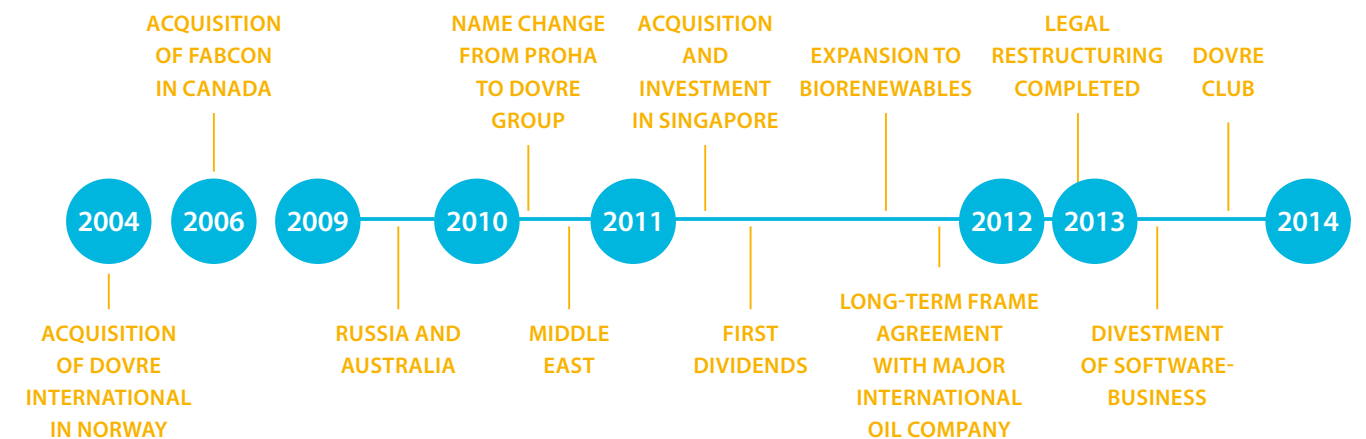 ACQUISITION
OF FABCON
IN CANADA
NAME CHANGE
FROM PROHA
TO DOVRE
GROUP
ACQUISITION
AND
INVESTMENT
IN SINGAPORE
EXPANSION TO
BIORENEWABLES
LEGAL
RESTRUCTURING
COMPLETED
DOVRE
CLUB
2004
2006
2009
2010
2011
2012
2013
2014
ACQUISITION
OF DOVRE
INTERNATIONAL
IN NORWAY
RUSSIA AND
AUSTRALIA
MIDDLE
EAST
FIRST
DIVIDENDS
LONG-TERM FRAME
AGREEMENT
WITH MAJOR
INTERNATIONAL
OIL COMPANY
DIVESTMENT
OF SOFTWARE-
BUSINESS